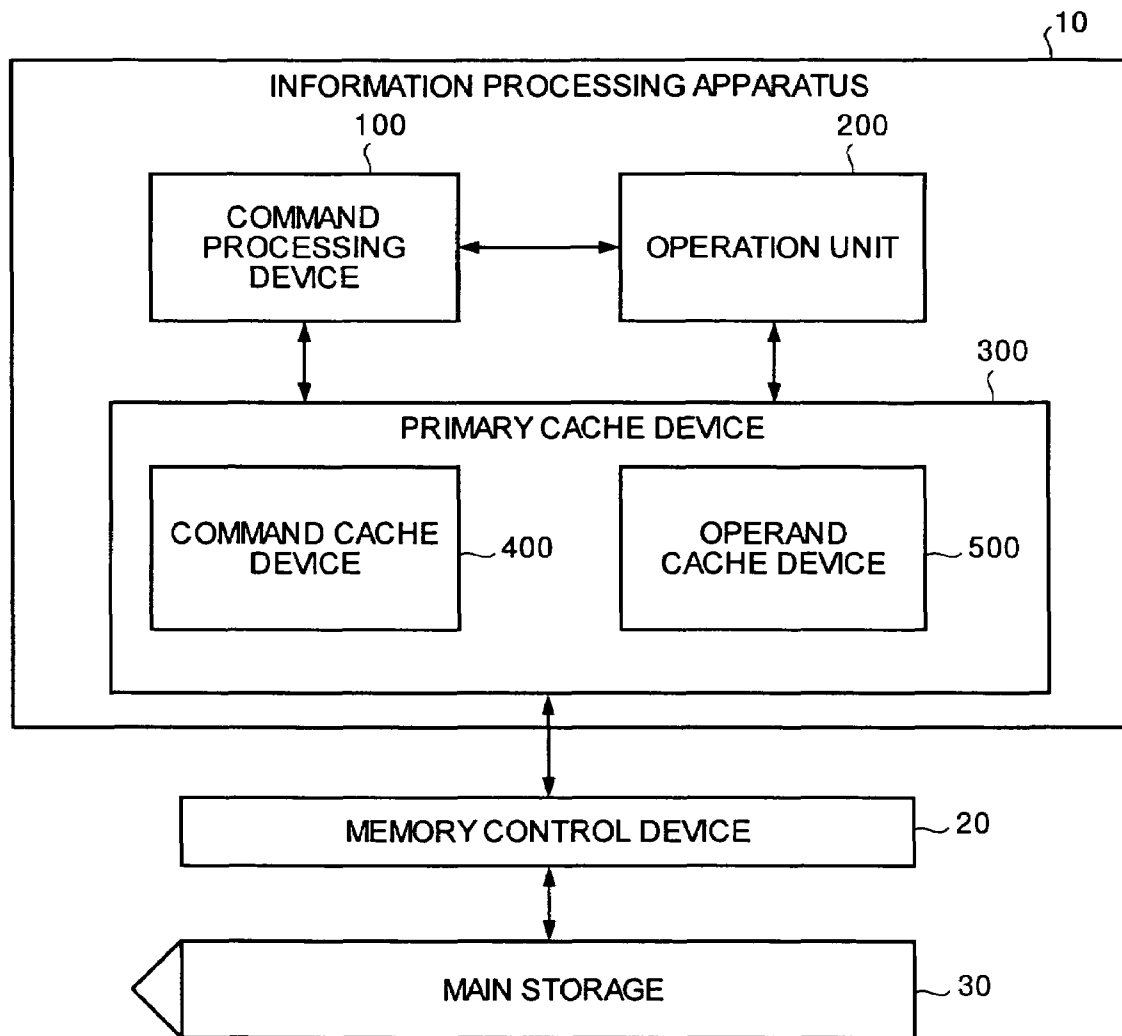 10
INFORMATION PROCESSING APPARATUS
100
200
COMMAND
PROCESSING
DEVICE
OPERATION UNIT
300
PRIMARY CACHE DEVICE
COMMAND CACHE
DEVICE
400
OPERAND
CACHE DEVICE
500
MEMORY CONTROL DEVICE
20
MAIN STORAGE
30